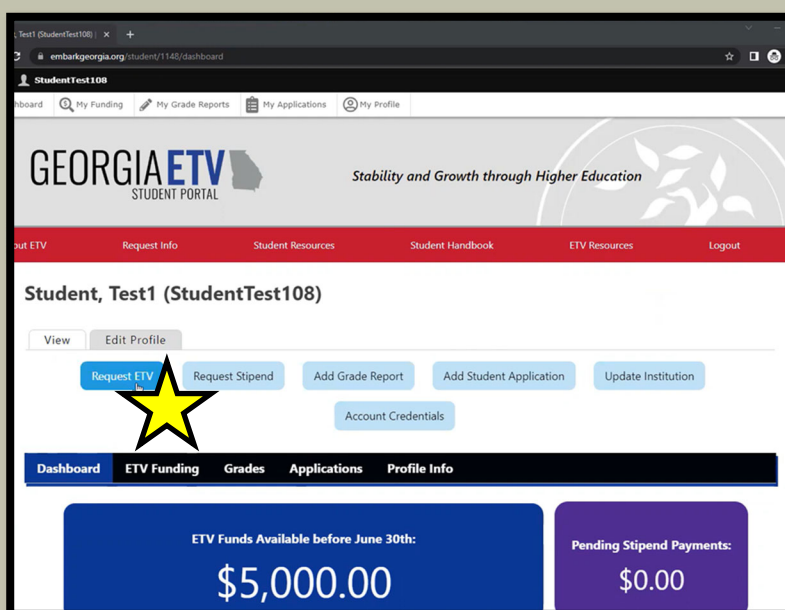 , Test1 (StudentTest108) |
embarkgeorgia.org/student/1148/dashboard
StudentTest108
hboard My Funding My Grade Reports My Applications My Profile
GEORGIA ETV
STUDENT PORTAL
Stability and Growth through Higher Education
out ETV Request Info Student Resources Student Handbook ETV Resources Logout
Student, Test1 (StudentTest108)
View Edit Profile
Request ETV Request Stipend Add Grade Report Add Student Application Update Institution
Account Credentials
Dashboard ETV Funding Grades Applications Profile Info
ETV Funds Available before June 30th:
$5,000.00
Pending Stipend Payments:
$0.00